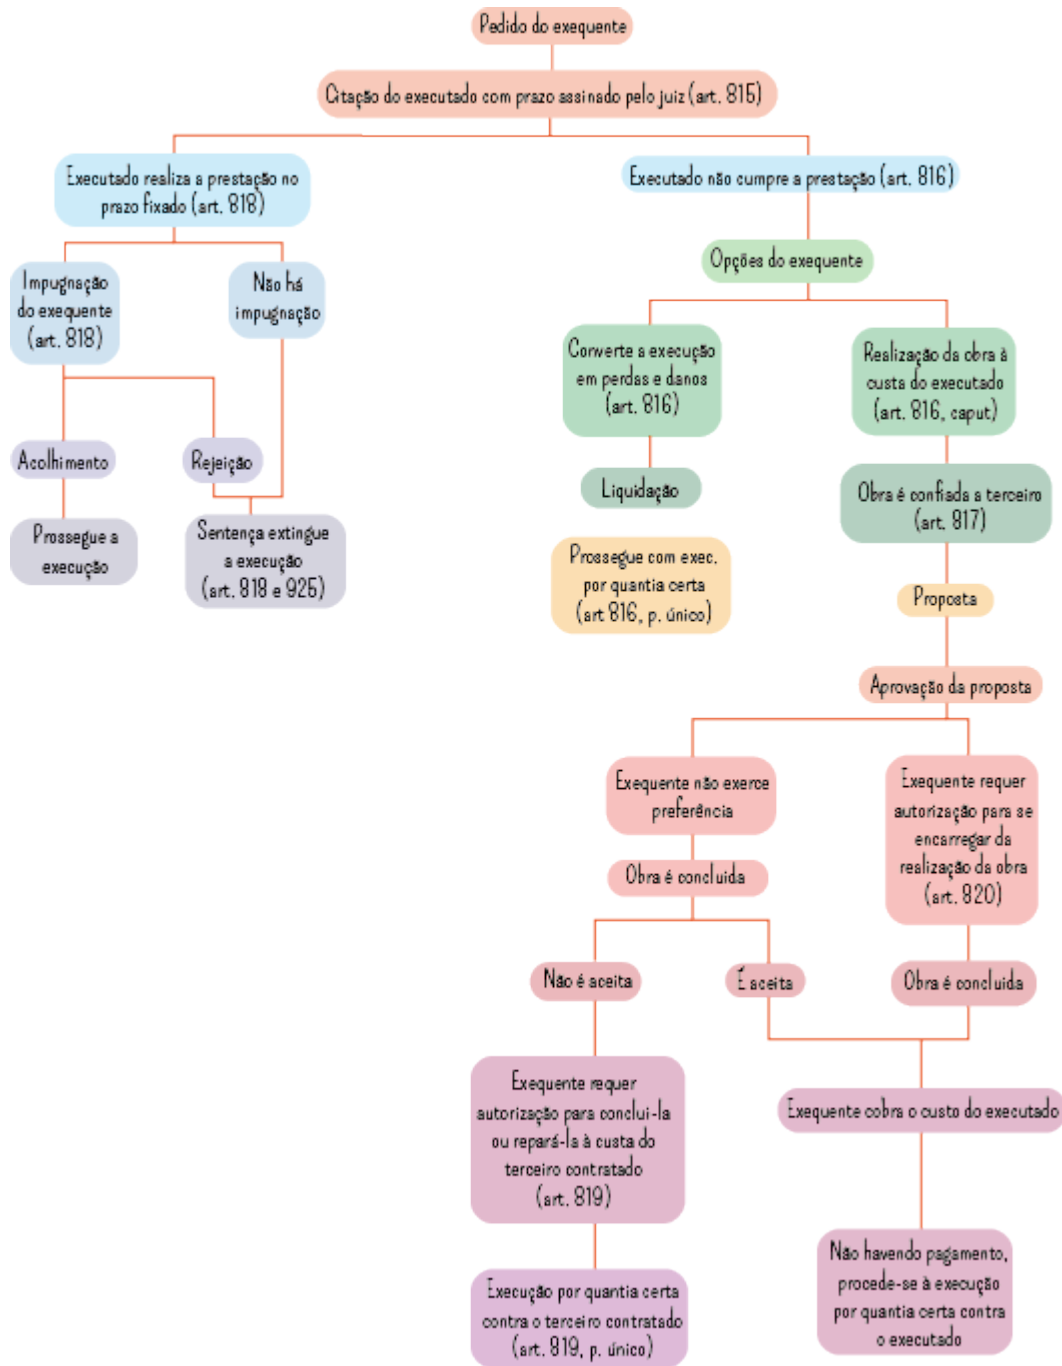 Pedido do exequente
Citação do executado com prazo assinado pelo juiz (art. 815)
Executado realiza a prestação no
prazo fixado (art. 818)
Executado não cumpre a prestação (art. 816)
Impugnação
do exequente
(art. 818)
Não há
impugnação
Opções do exequente
Acolhimento
Rejeição
Prossegue a
execução
Sentença extingue
a execução
(art. 818 e 925)
Converte a execução
em perdas e danos
(art. 816)
Realização da obra à
custa do executado
(art. 816, caput)
Liquidação
Obra é confiada a terceiro
(art. 817)
Prossegue com exec.
por quantia certa
(art 816, p. único)
Proposta
Aprovação da proposta
Exequente não exerce
preferência
Exequente requer
autorização para se
encarregar da
realização da obra
(art. 820)
Obra é concluida
Não é aceita
É aceita
Obra é concluida
Exequente requer
autorização para conclui-la
ou repará-la à custa do
terceiro contratado
(art. 819)
Exequente cobra o custo do executado
Execução por quantia certa
contra o terceiro contratado
(art. 819, p. único)
Não havendo pagamento,
procede-se à execução
por quantia certa contra
o executado